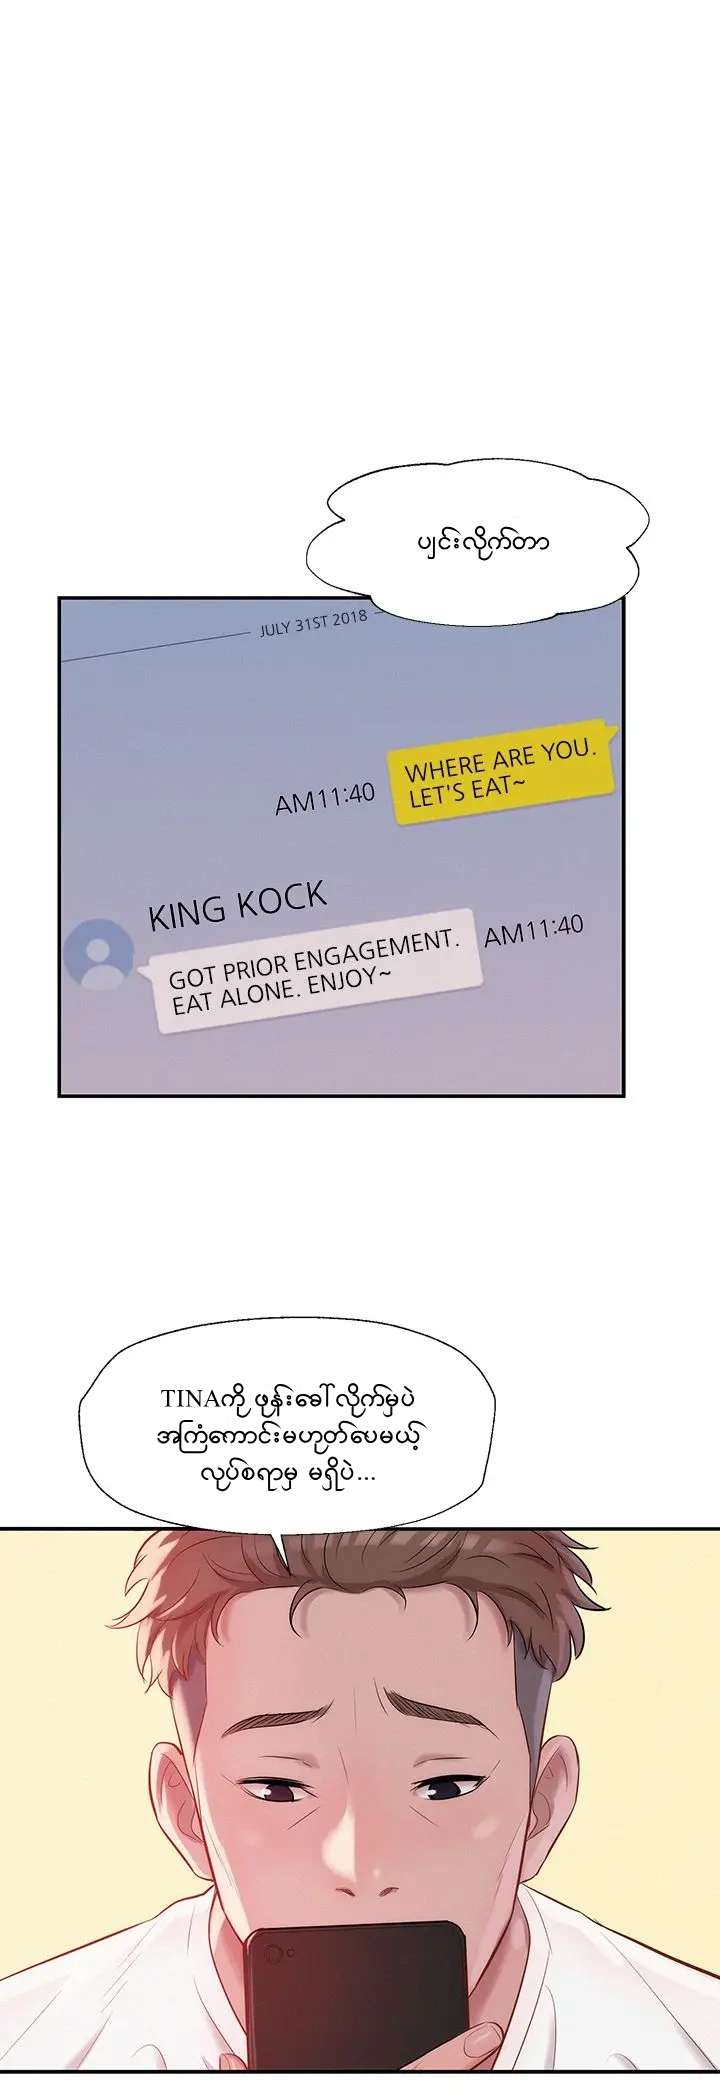 ပျင်းလိုက်တာ
JULY 31ST 2018
WHERE ARE YOU.
LET'S EAT~
AM11:40
KING KOCK
GOT PRIOR ENGAGEMENT.
EAT ALONE. ENJOY~
AM11:40
TINAကို ဖုန်းခေါ်လိုက်မှပဲ
အကြံကောင်းမဟုတ်ပေမယ့်
လုပ်စရာမှ မရှိပဲ...